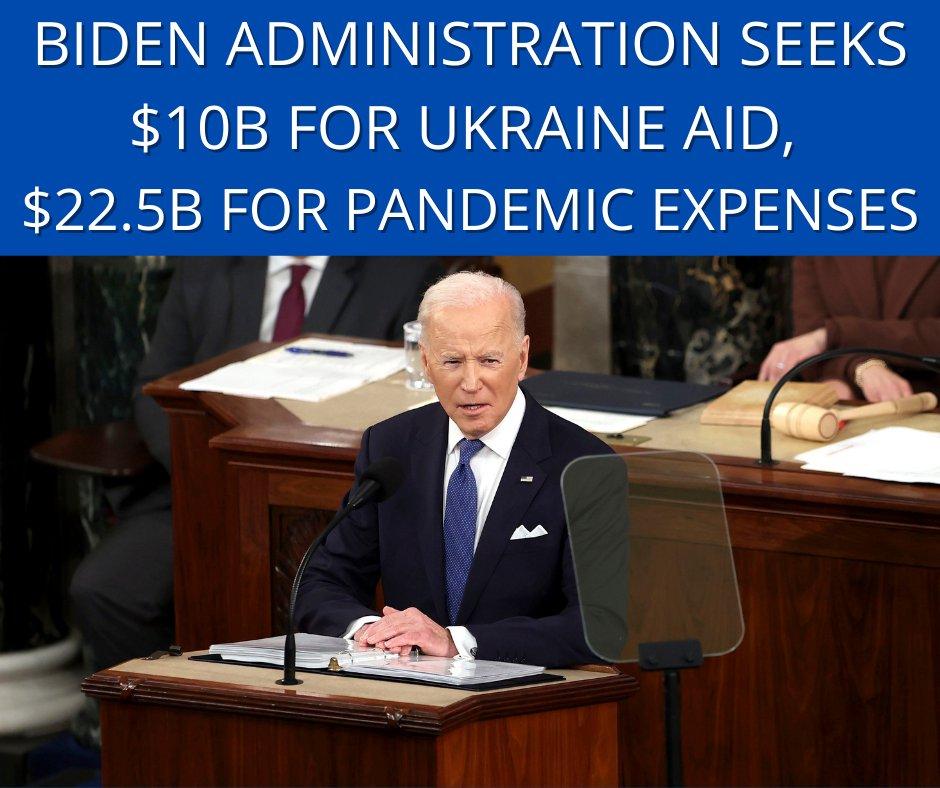 BIDEN ADMINISTRATION SEEKS
$10B FOR UKRAINE AID,
$22.5B FOR PANDEMIC EXPENSES